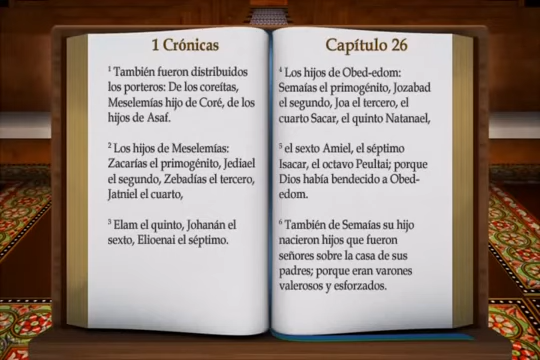 1 Crónicas
¹ También fueron distribuidos
los porteros: De los coreítas,
Meselemías hijo de Coré, de los
hijos de Asaf.
² Los hijos de Meselemías:
Zacarías el primogénito, Jediael
el segundo, Zebadías el tercero,
Jatniel el cuarto,
³ Elam el quinto, Johanán el
sexto, Elioenai el séptimo.
Capítulo 26
⁴ Los hijos de Obed-edom:
Semaías el primogénito, Jozabad
el segundo, Joa el tercero, el
cuarto Sacar, el quinto Natanael,
⁵ el sexto Amiel, el séptimo
Isacar, el octavo Peultai; porque
Dios había bendecido a Obed-
edom.
⁶ También de Semaías su hijo
nacieron hijos que fueron
señores sobre la casa de sus
padres; porque eran varones
valerosos y esforzados.